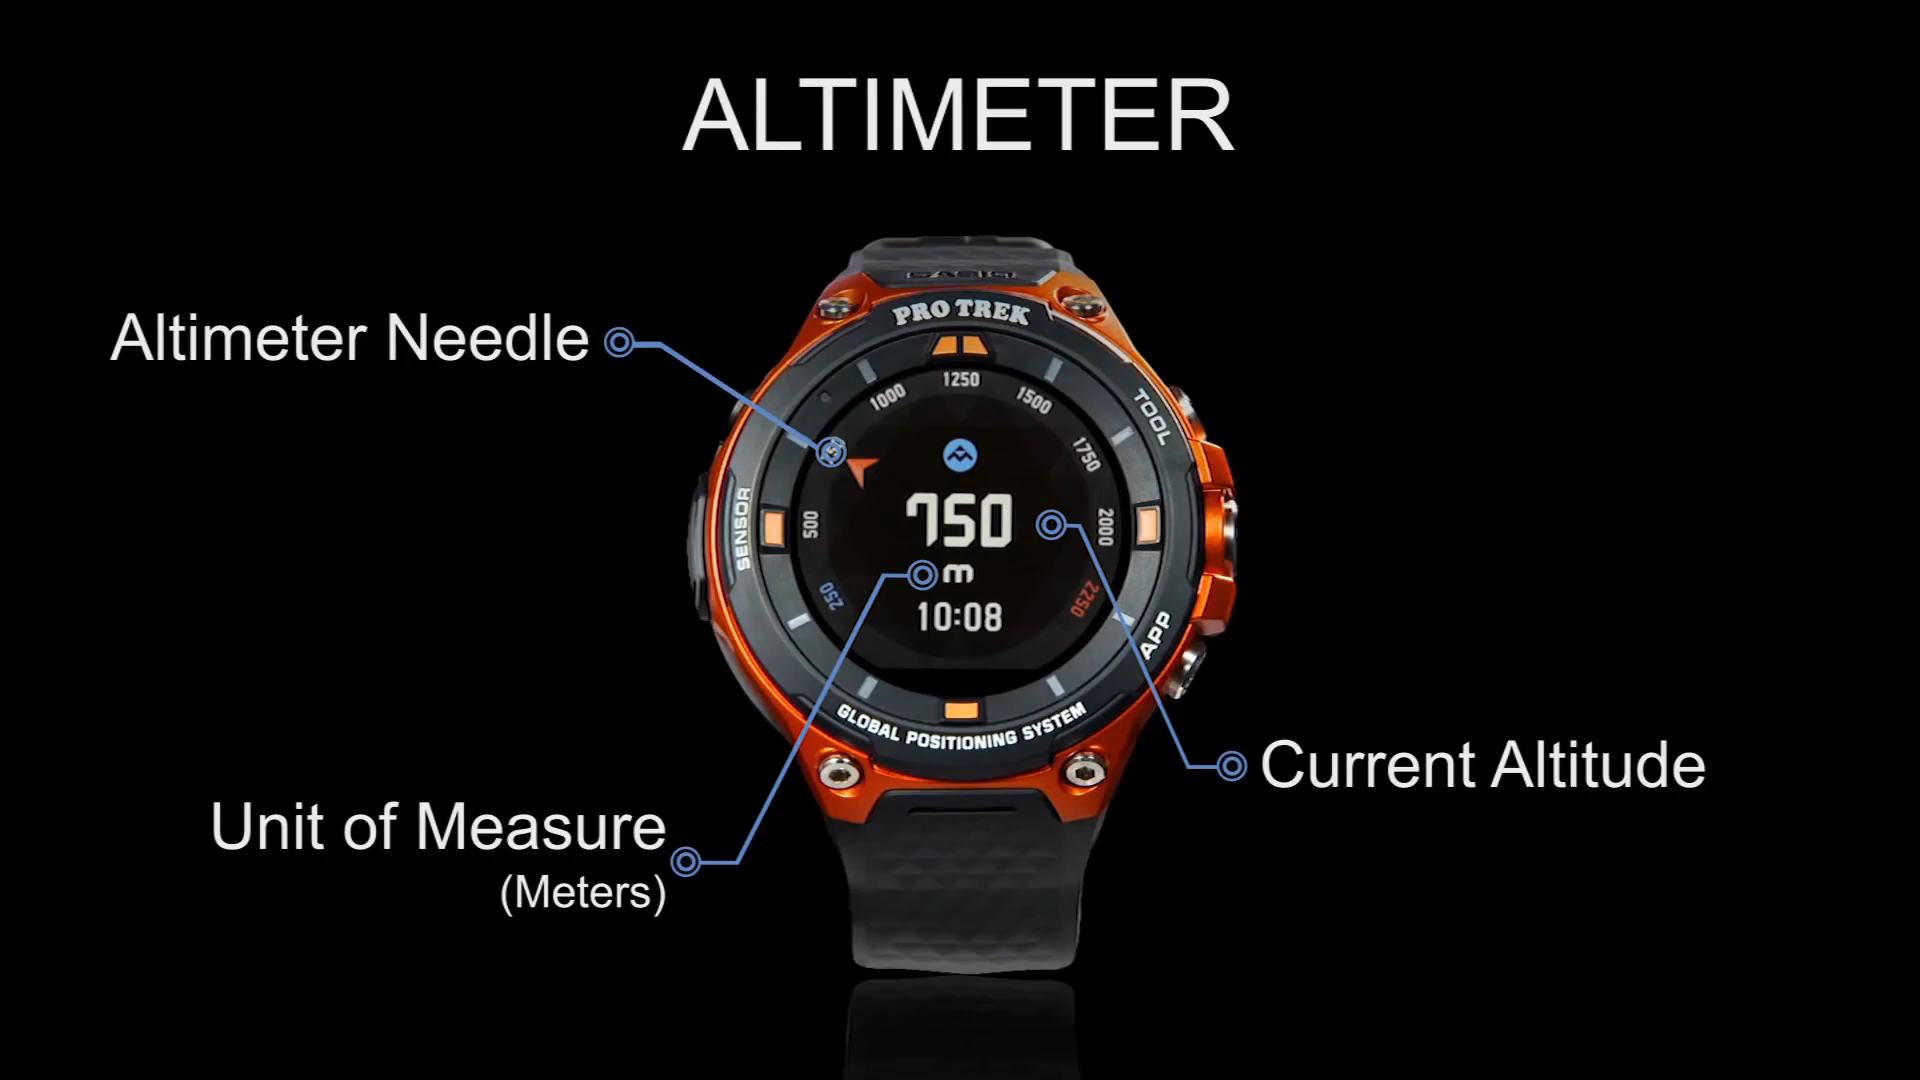 ALTIMETER
CASIO
PRO TREK
Altimeter Needle
1250
1000
1500
1750
TOOL
SENSOR
500
750
2000
m
250
2250
10:08
APP
GLOBAL POSITIONING SYSTEM
Current Altitude
Unit of Measure
(Meters)